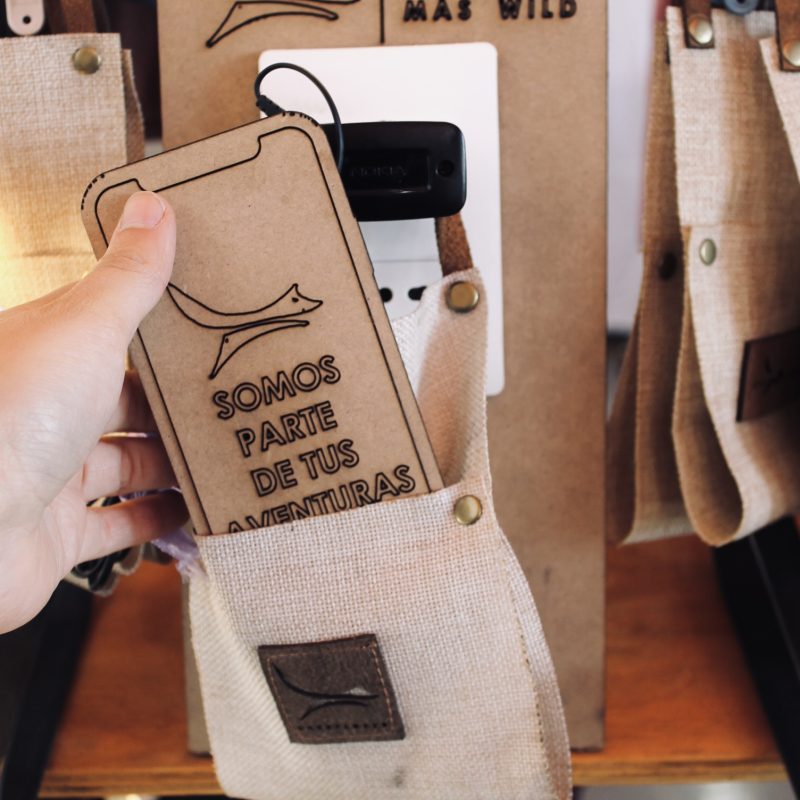 MAS WILD
SOMOS
PARTE
DE TUS
AVENTURAS